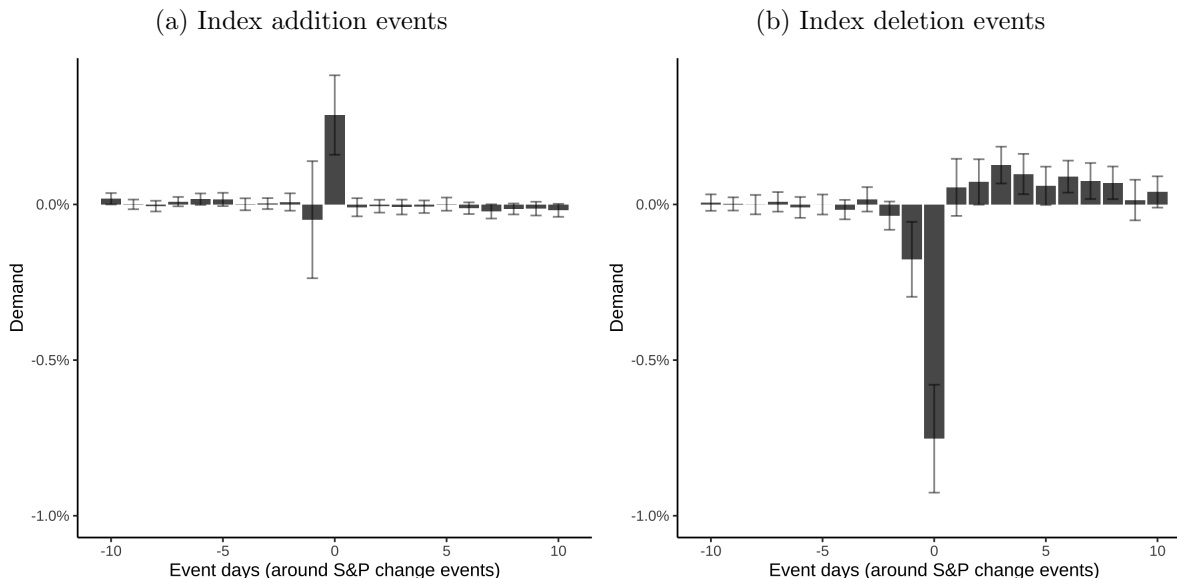 (a) Index addition events
0.0%
-0.5%
-1.0%
Demand
-10 -5 0 5 10
Event days (around S&P change events)
(b) Index deletion events
0.0%
-0.5%
-1.0%
Demand
-10 -5 0 5 10
Event days (around S&P change events)